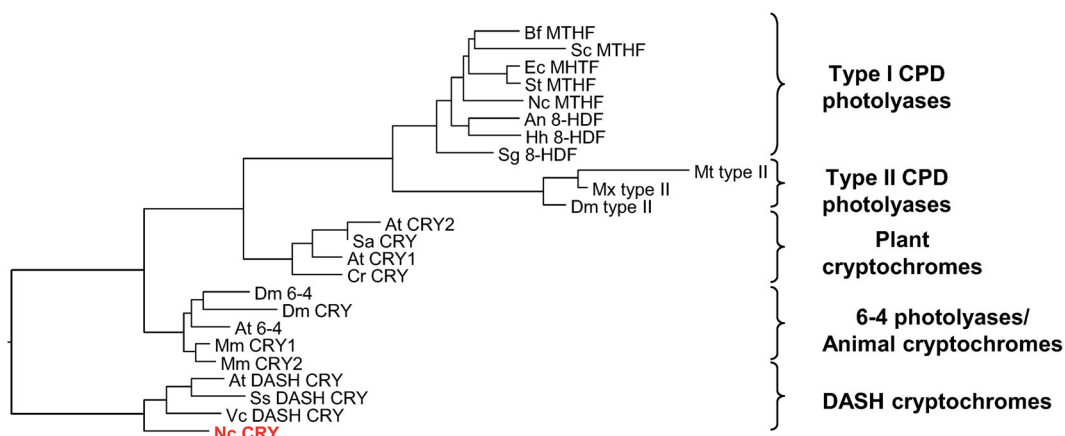 Bf MTHF
Sc MTHF
Ec MHTF
St MTHF
Nc MTHF
An 8-HDF
Hh 8-HDF
Sg 8-HDF
Type I CPD
photolyases
Mt type II
Mx type II
Dm type II
Type II CPD
photolyases
At CRY2
Sa CRY
At CRY1
Cr CRY
Plant
cryptochromes
Dm 6-4
Dm CRY
At 6-4
Mm CRY1
Mm CRY2
6-4 photolyases/
Animal cryptochromes
At DASH CRY
Ss DASH CRY
Vc DASH CRY
Nc CRY
DASH cryptochromes